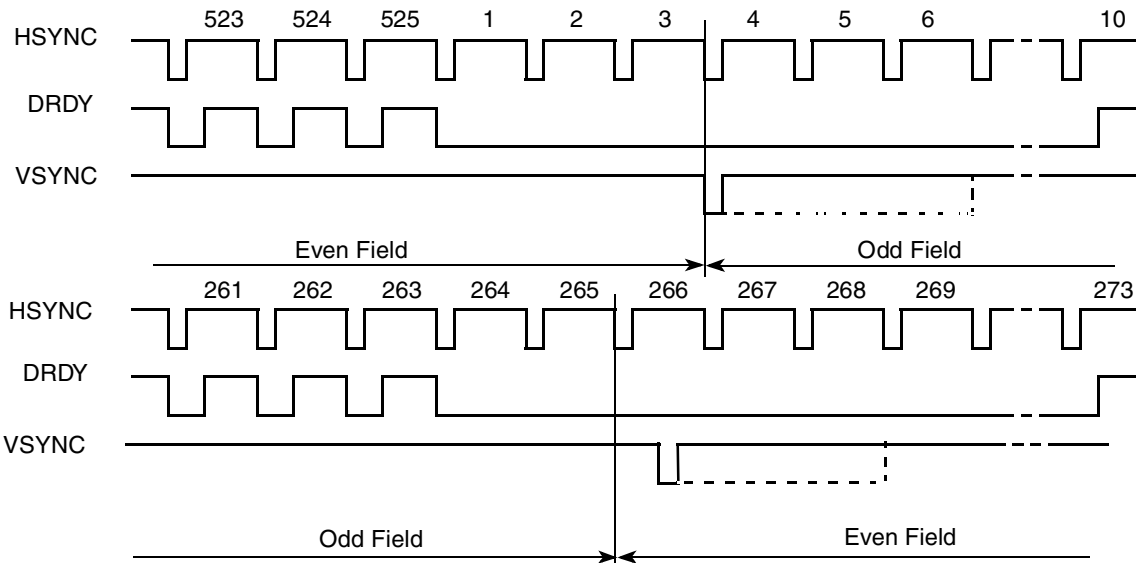 523 524 525 1 2 3 4 5 6 10
HSYNC
DRDY
VSYNC
Even Field Odd Field
261 262 263 264 265 266 267 268 269 273
HSYNC
DRDY
VSYNC
Odd Field Even Field